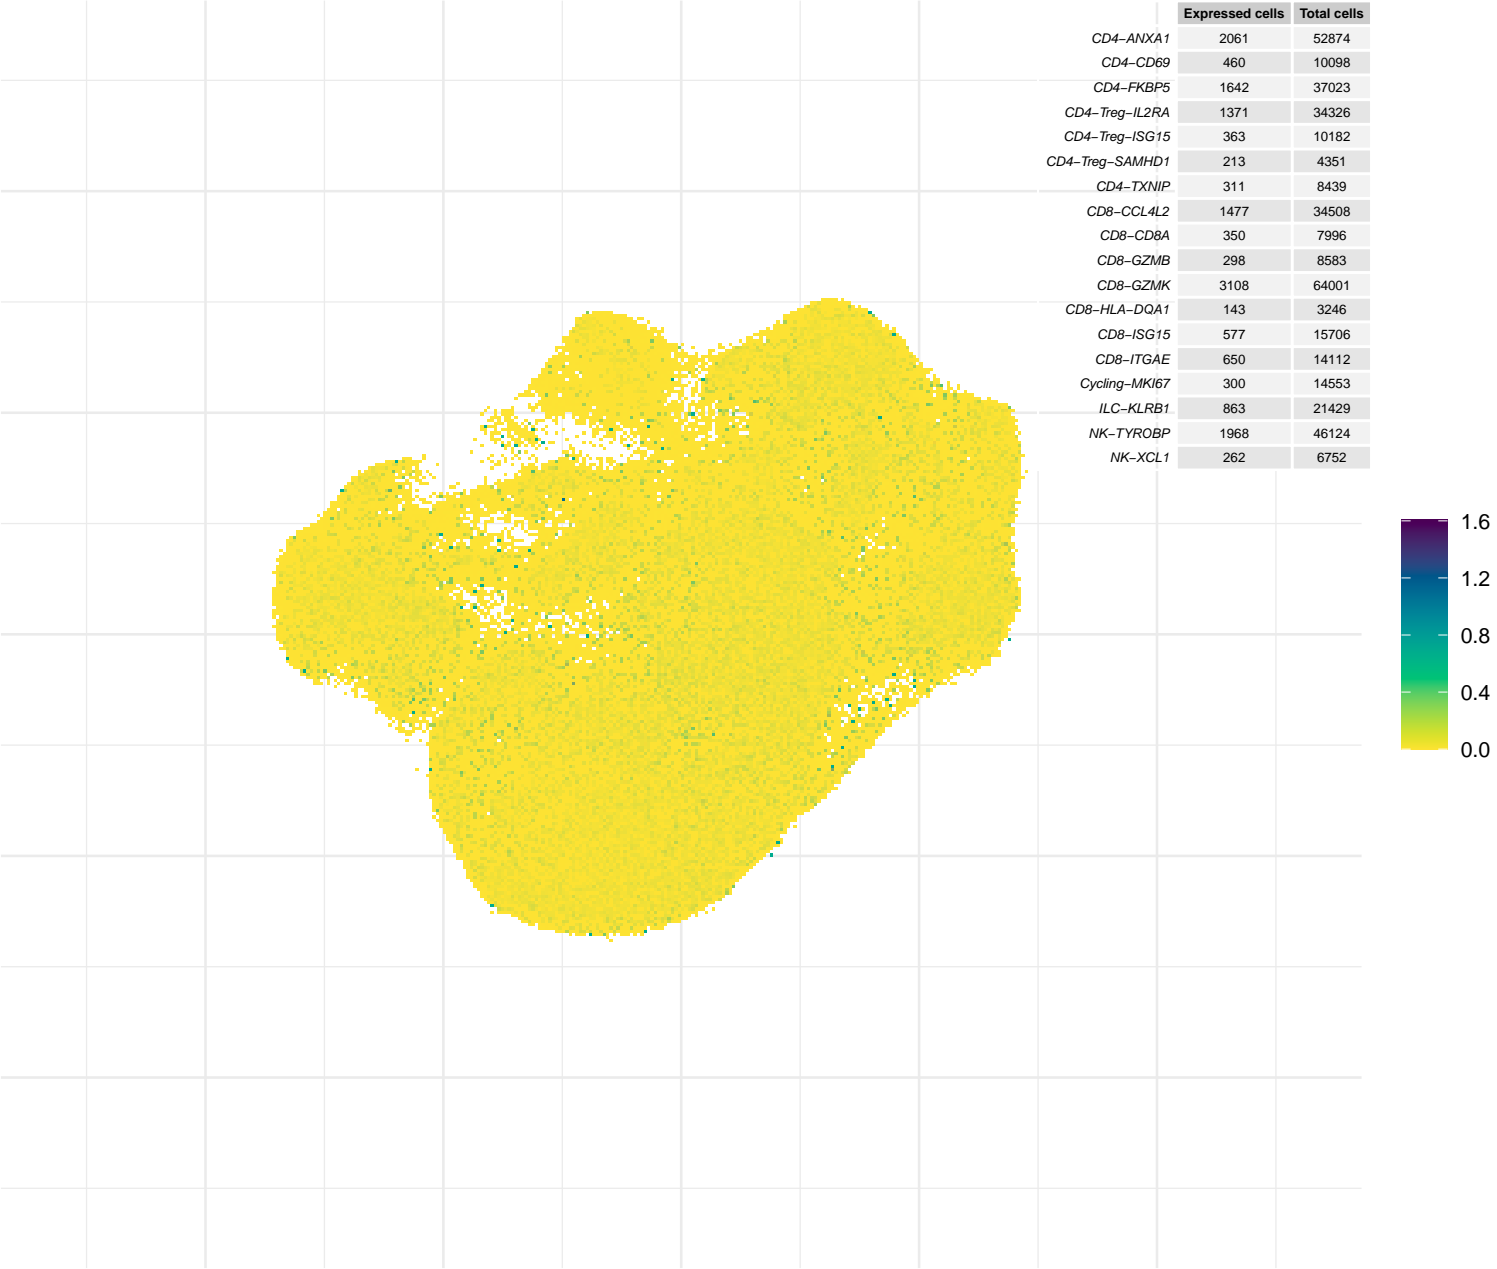 Expressed cells Total cells
CD4−ANXA1 2061 52874
CD4−CD69 460 10098
CD4−FKBP5 1642 37023
CD4−Treg−IL2RA 1371 34326
CD4−Treg−ISG15 363 10182
CD4−Treg−SAMHD1 213 4351
CD4−TXNIP 311 8439
CD8−CCL4L2 1477 34508
CD8−CD8A 350 7996
CD8−GZMB 298 8583
CD8−GZMK 3108 64001
CD8−HLA−DQA1 143 3246
CD8−ISG15 577 15706
CD8−ITGAE 650 14112
Cycling−MKI67 300 14553
ILC−KLRB1 863 21429
NK−TYROBP 1968 46124
NK−XCL1 262 6752
1.6
1.2
0.8
0.4
0.0